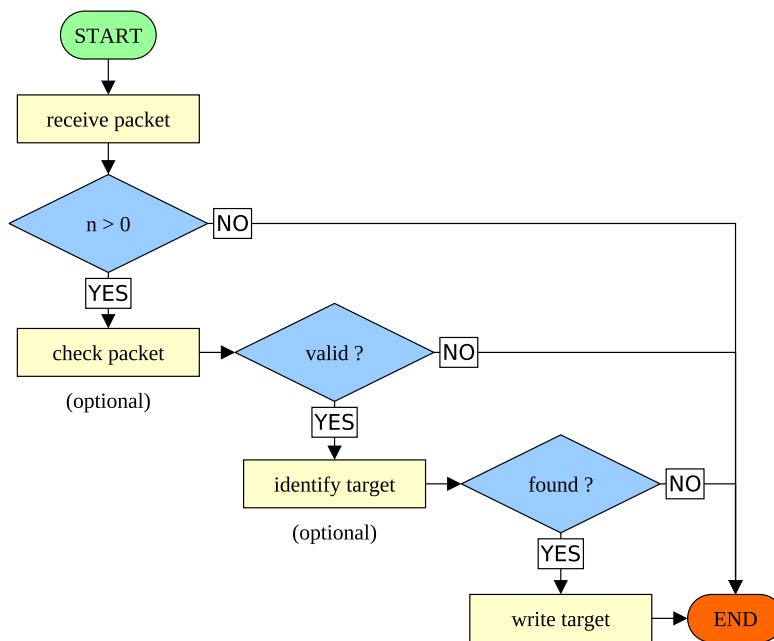 START
receive packet
n > 0
NO
YES
check packet
(optional)
valid ?
NO
YES
identify target
(optional)
found ?
NO
YES
write target
END